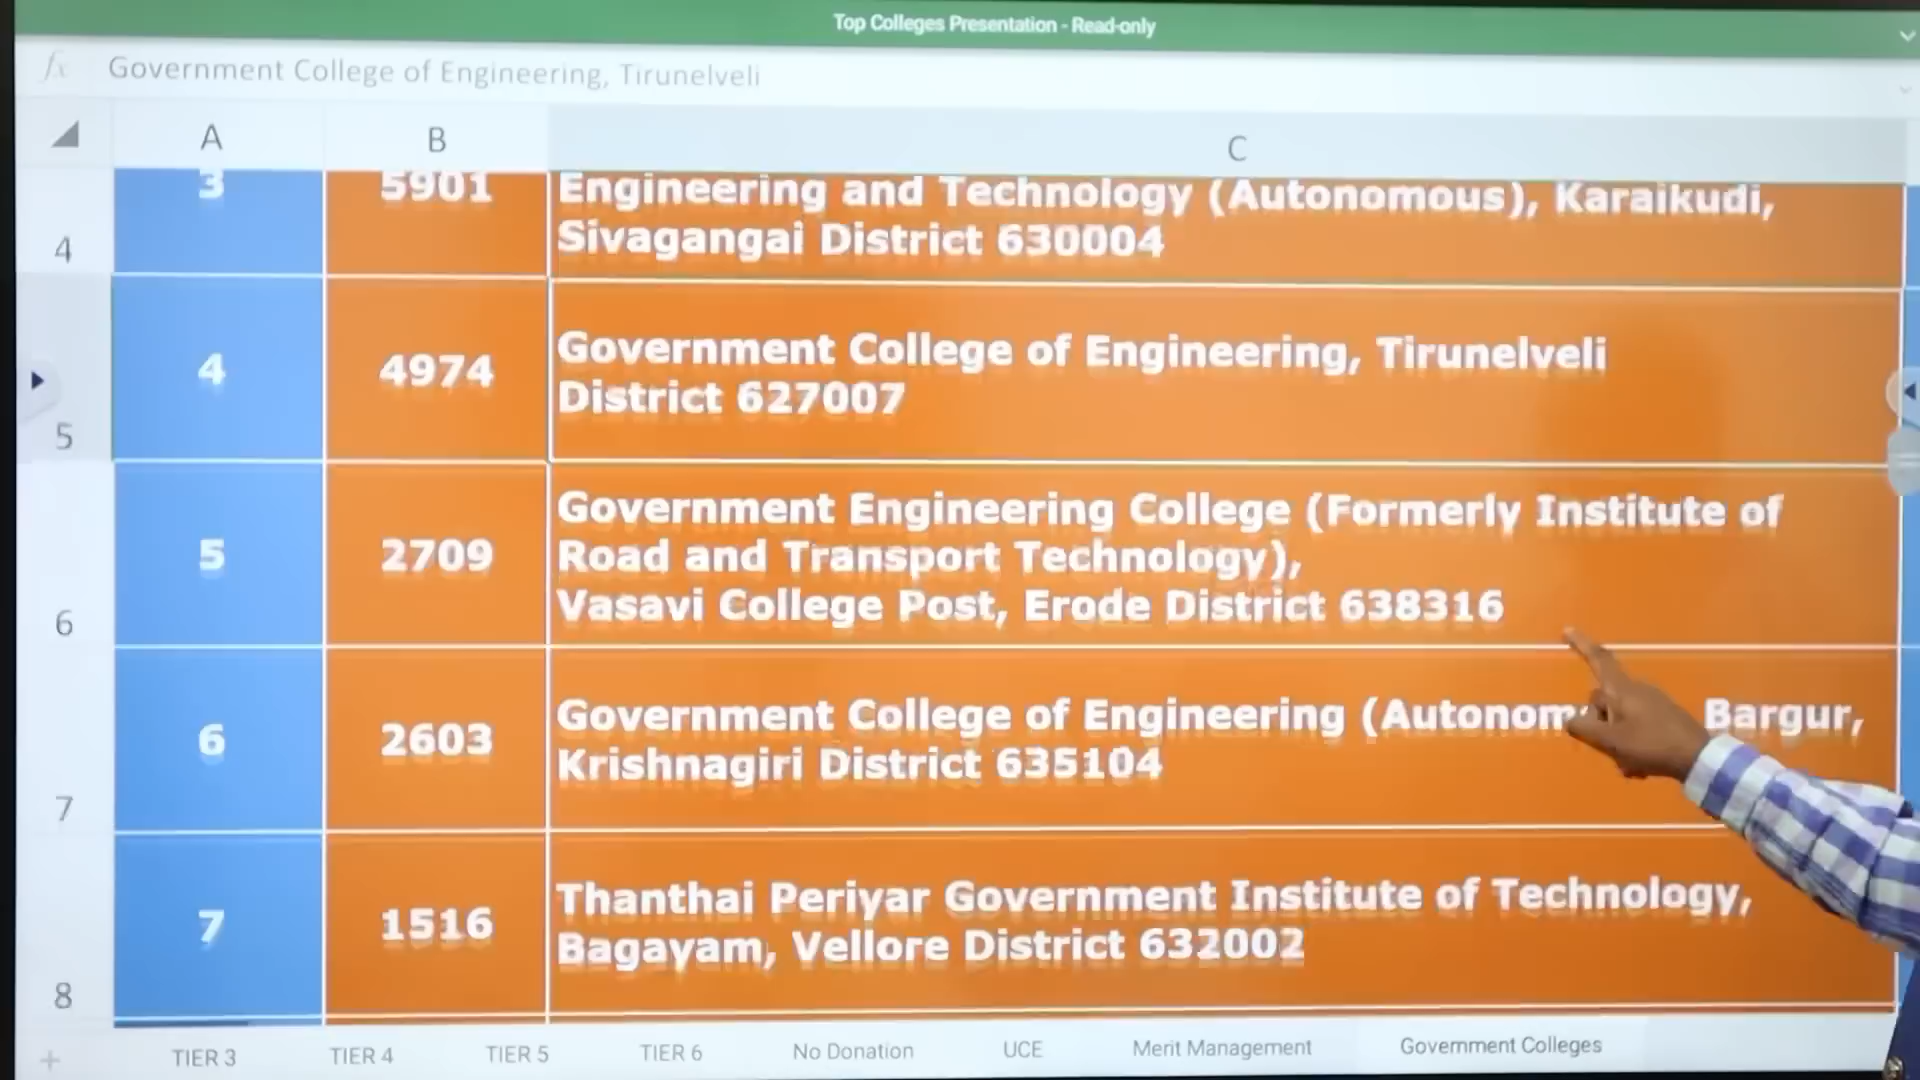 Top Colleges Presentation - Read-only
fx Government College of Engineering, Tirunelveli
A B C
4 3 5901 Engineering and Technology (Autonomous), Karaikudi,
Sivagangai District 630004
5 4 4974 Government College of Engineering, Tirunelveli
District 627007
6 5 2709 Government Engineering College (Formerly Institute of
Road and Transport Technology),
Vasavi College Post, Erode District 638316
7 6 2603 Government College of Engineering Bargur,
Krishnagiri District 635104
8 7 1516 Thanthai Periyar Government Institute of Technology,
Bagayam, Vellore District 632002
+ TIER 3 TIER 4 TIER 5 TIER 6 No Donation UCE Merit Management Government Colleges